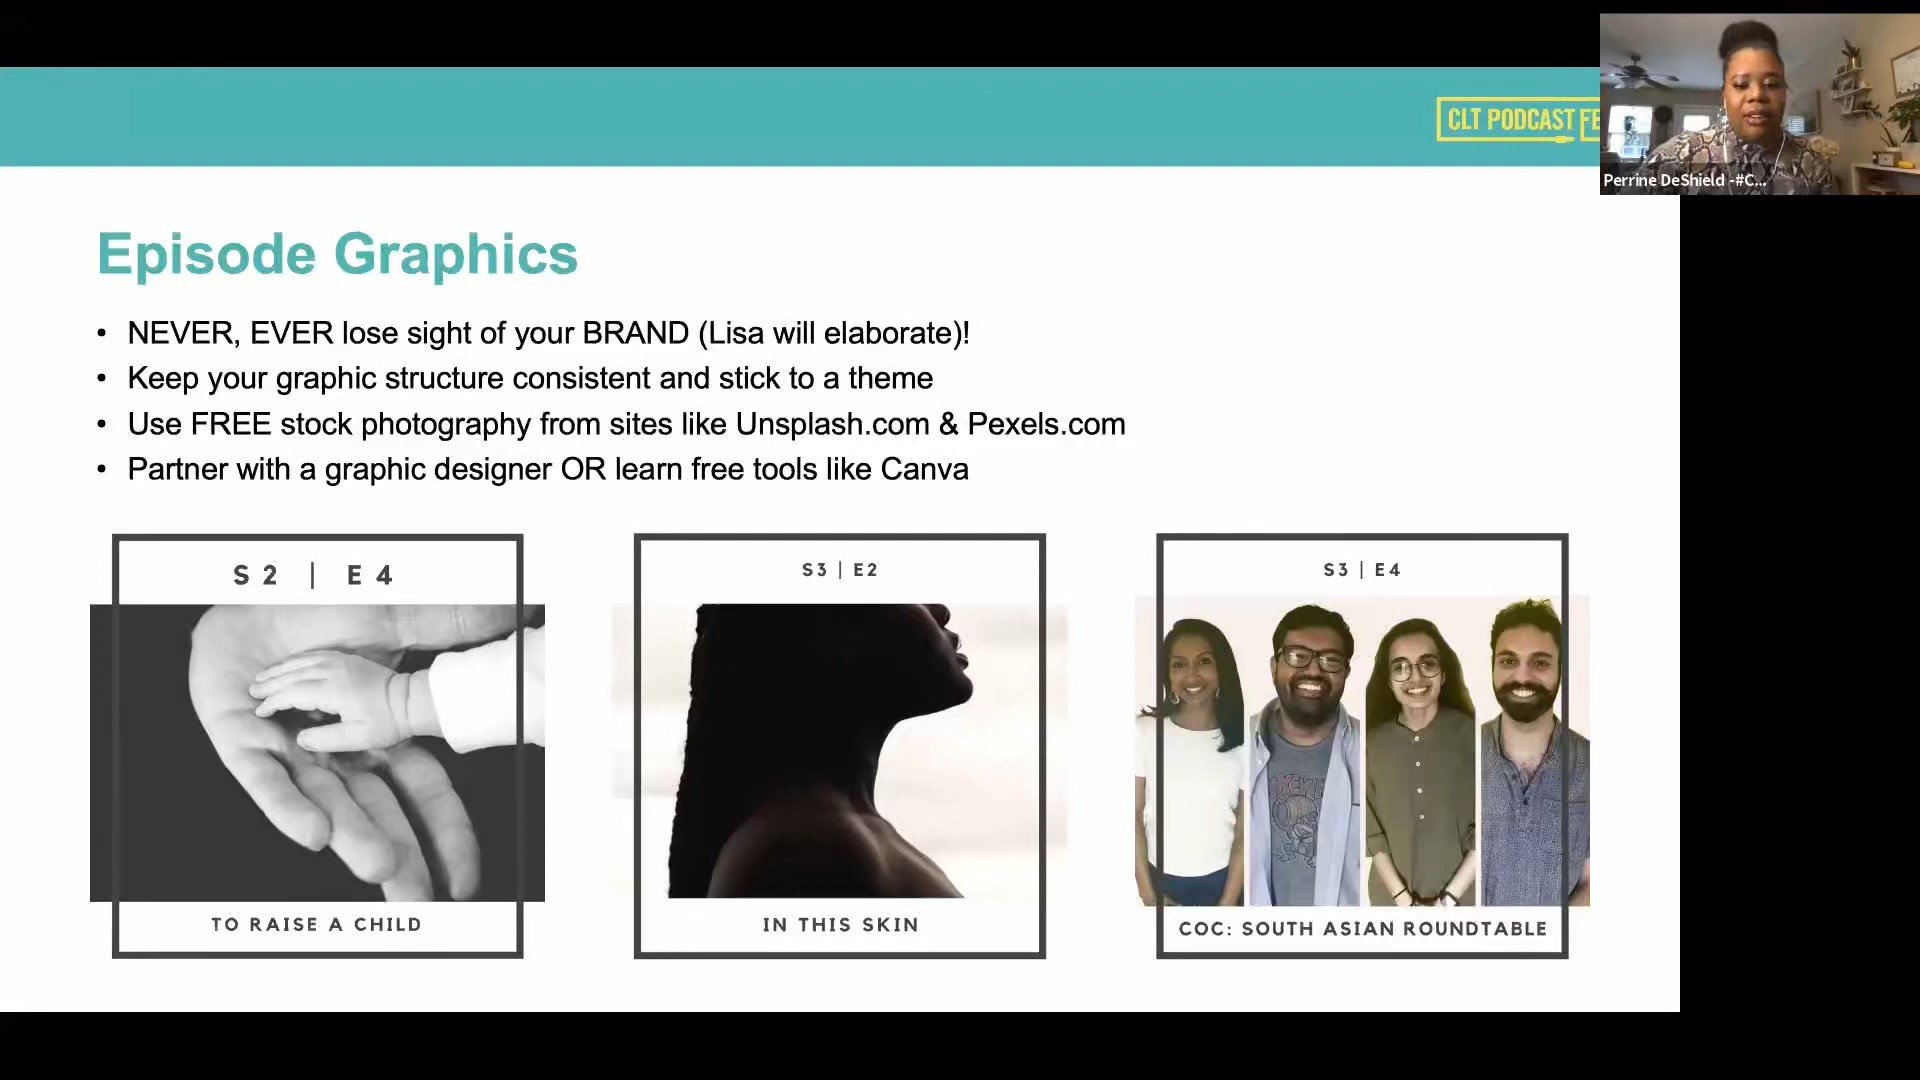 CLT PODCAST FE
Perrine DeShield -#C...
Episode Graphics
• NEVER, EVER lose sight of your BRAND (Lisa will elaborate)!
• Keep your graphic structure consistent and stick to a theme
• Use FREE stock photography from sites like Unsplash.com & Pexels.com
• Partner with a graphic designer OR learn free tools like Canva
S2 | E4
TO RAISE A CHILD
S3 | E2
IN THIS SKIN
S3 | E4
COC: SOUTH ASIAN ROUNDTABLE